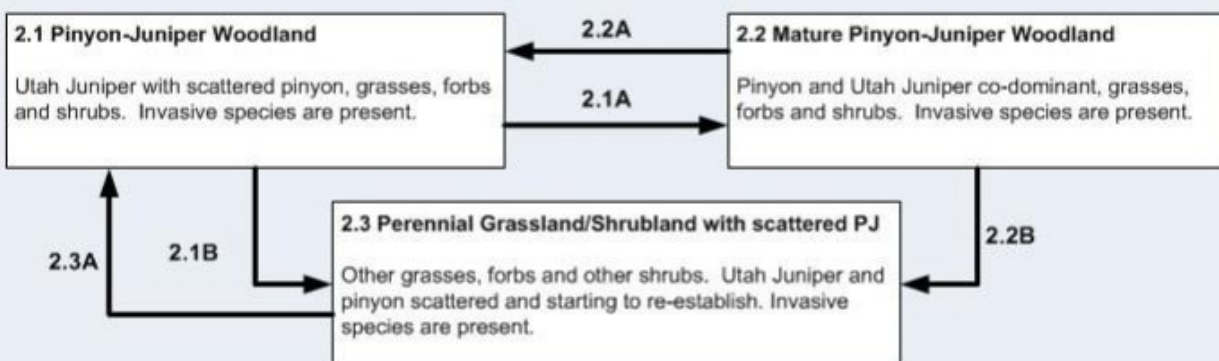 2.1 Pinyon-Juniper Woodland
Utah Juniper with scattered pinyon, grasses, forbs
and shrubs. Invasive species are present.
2.2A
2.1A
2.2 Mature Pinyon-Juniper Woodland
Pinyon and Utah Juniper co-dominant, grasses,
forbs and shrubs. Invasive species are present.
2.3A
2.1B
2.3 Perennial Grassland/Shrubland with scattered PJ
Other grasses, forbs and other shrubs. Utah Juniper and
pinyon scattered and starting to re-establish. Invasive
species are present.
2.2B